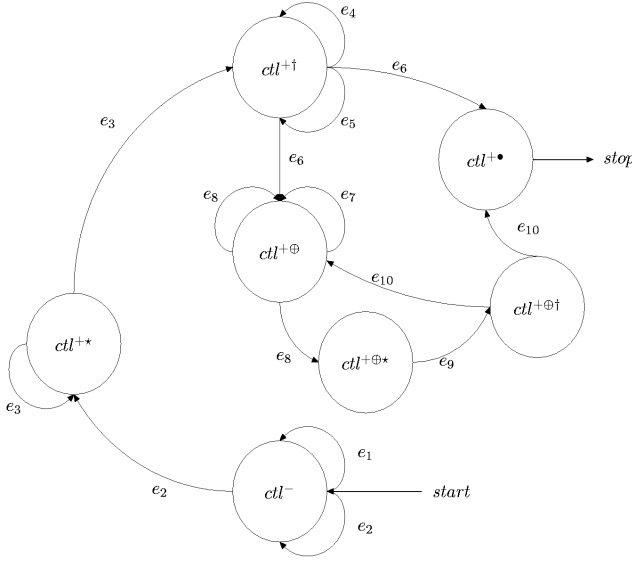 e4
ctl+†
e6
e3
e5
ctl+●
stop
e6
e8
e7
e10
ctl+⊕
e10
ctl+⊕†
ctl+⋆
e8
ctl+⊕⋆
e9
e3
e1
ctl−
start
e2
e2